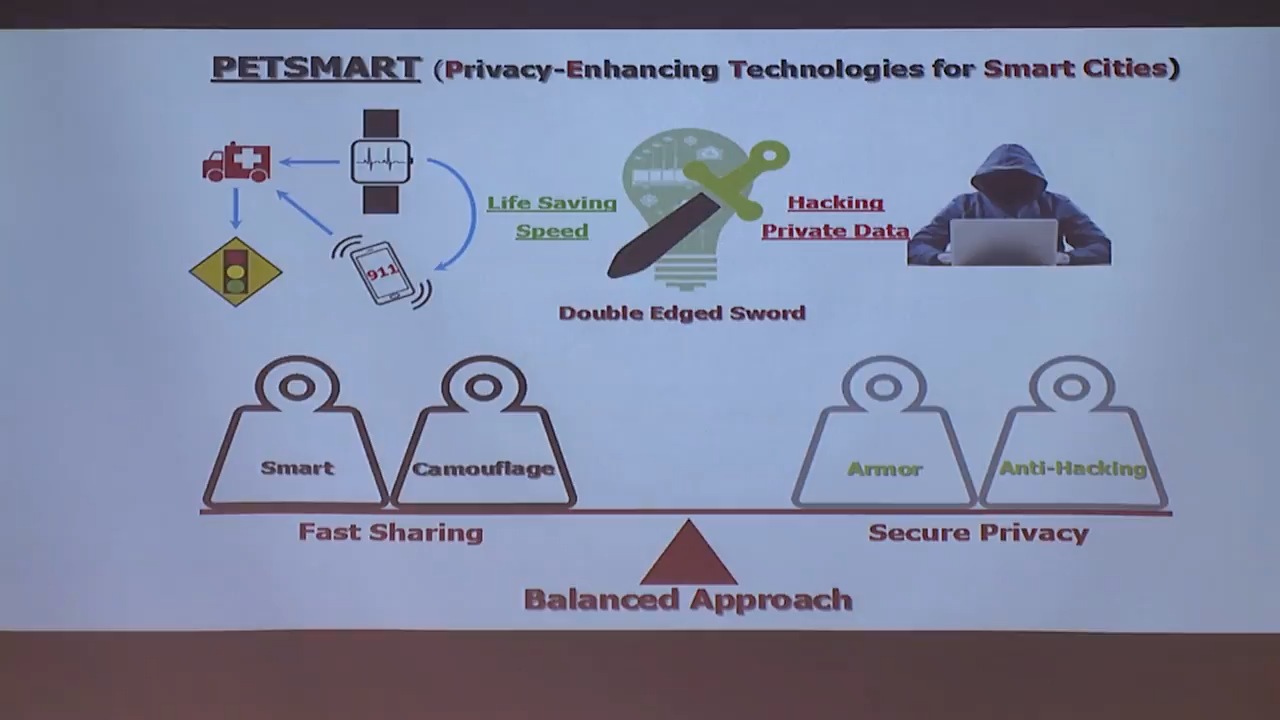 PETSMART (Privacy-Enhancing Technologies for Smart Cities)
Life Saving
Speed
Hacking
Private Data
911
Double Edged Sword
Smart
Camouflage
Armor
Anti-Hacking
Fast Sharing
Secure Privacy
Balanced Approach